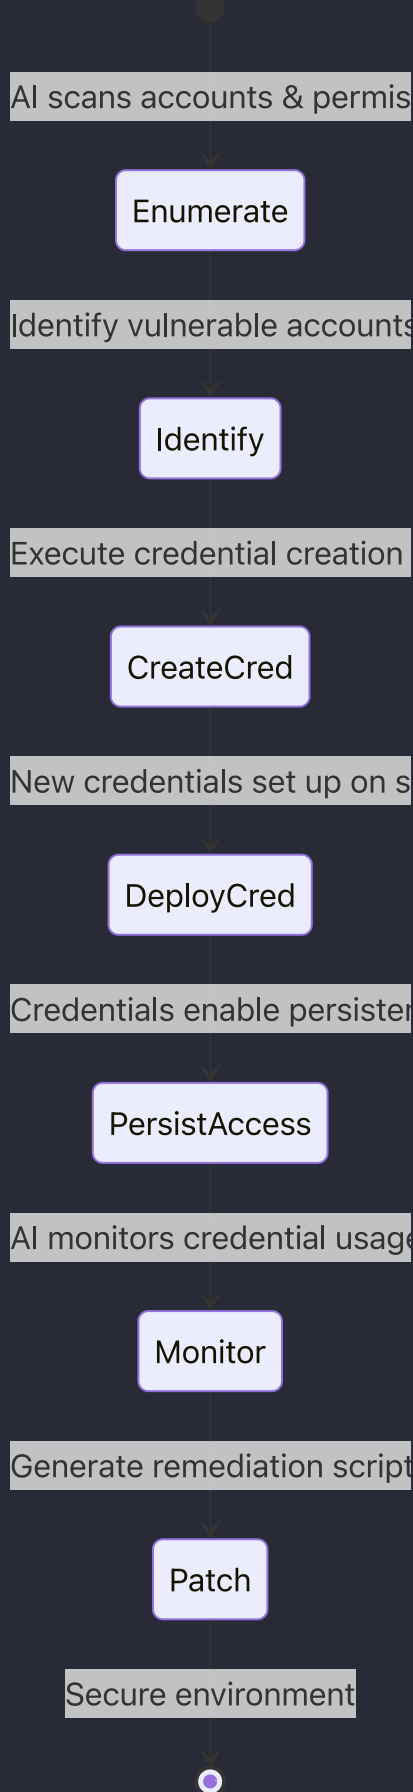 AI scans accounts & permis
Enumerate
Identify vulnerable accounts
Identify
Execute credential creation
CreateCred
New credentials set up on s
DeployCred
Credentials enable persister
PersistAccess
AI monitors credential usage
Monitor
Generate remediation script
Patch
Secure environment